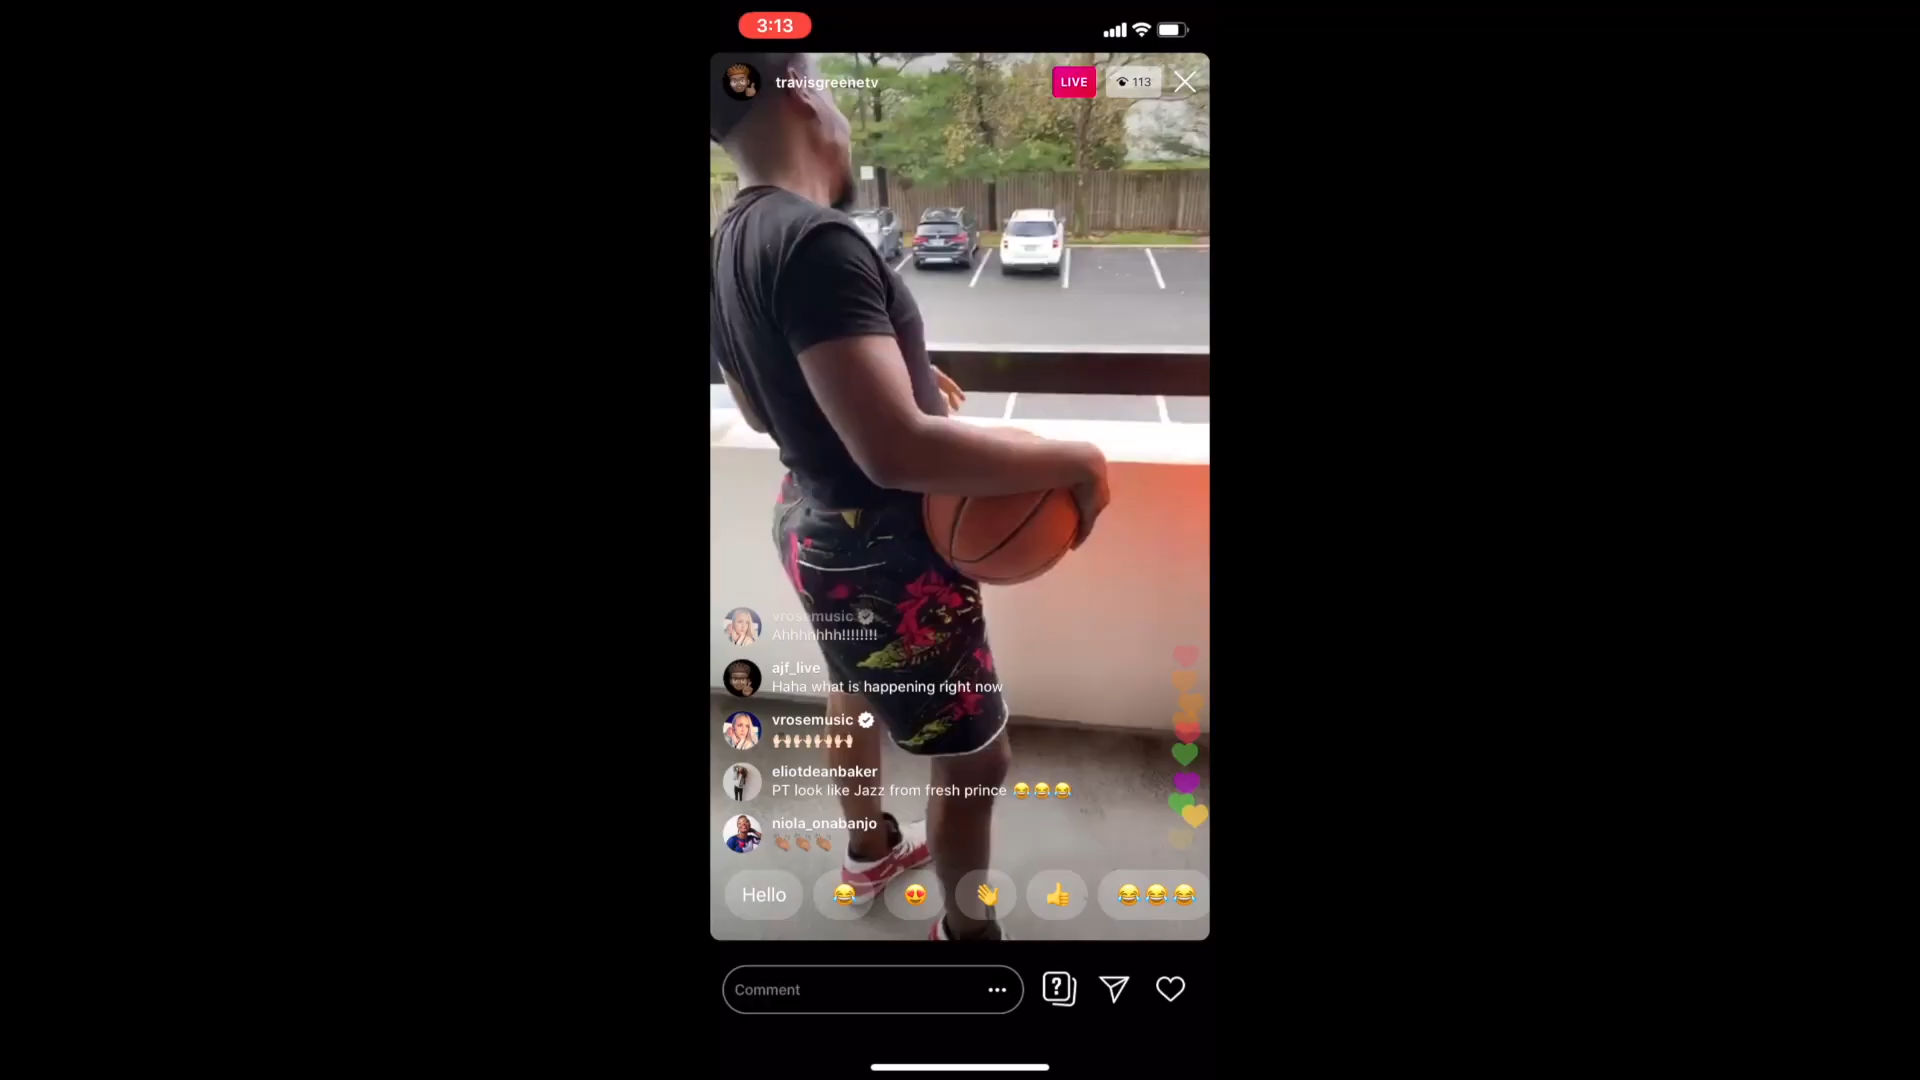 3:13
travisgreenetv
LIVE
113
vrosemusic
Ahhhhhhh!!!!!!!!
ajf_live
Haha what is happening right now
vrosemusic
🙌🏻🙌🏻🙌🏻🙌🏻
eliotdeanbaker
PT look like Jazz from fresh prince 😂😂😂
niola_onabanjo
👏🏽👏🏽👏🏽
Hello 😂 😍 👋 👍 😂😂😂
Comment